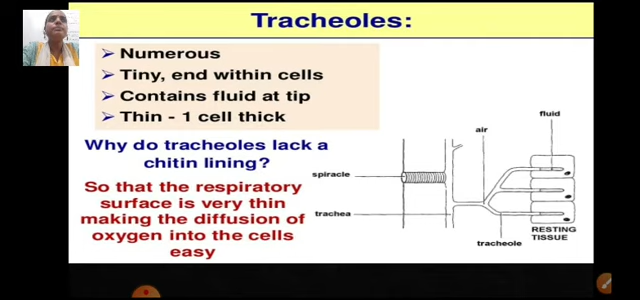 Tracheoles:
➢ Numerous
➢ Tiny, end within cells
➢ Contains fluid at tip
➢ Thin - 1 cell thick
Why do tracheoles lack a
chitin lining?
So that the respiratory
surface is very thin
making the diffusion of
oxygen into the cells
easy
fluid
air
spiracle
trachea
tracheole
RESTING
TISSUE